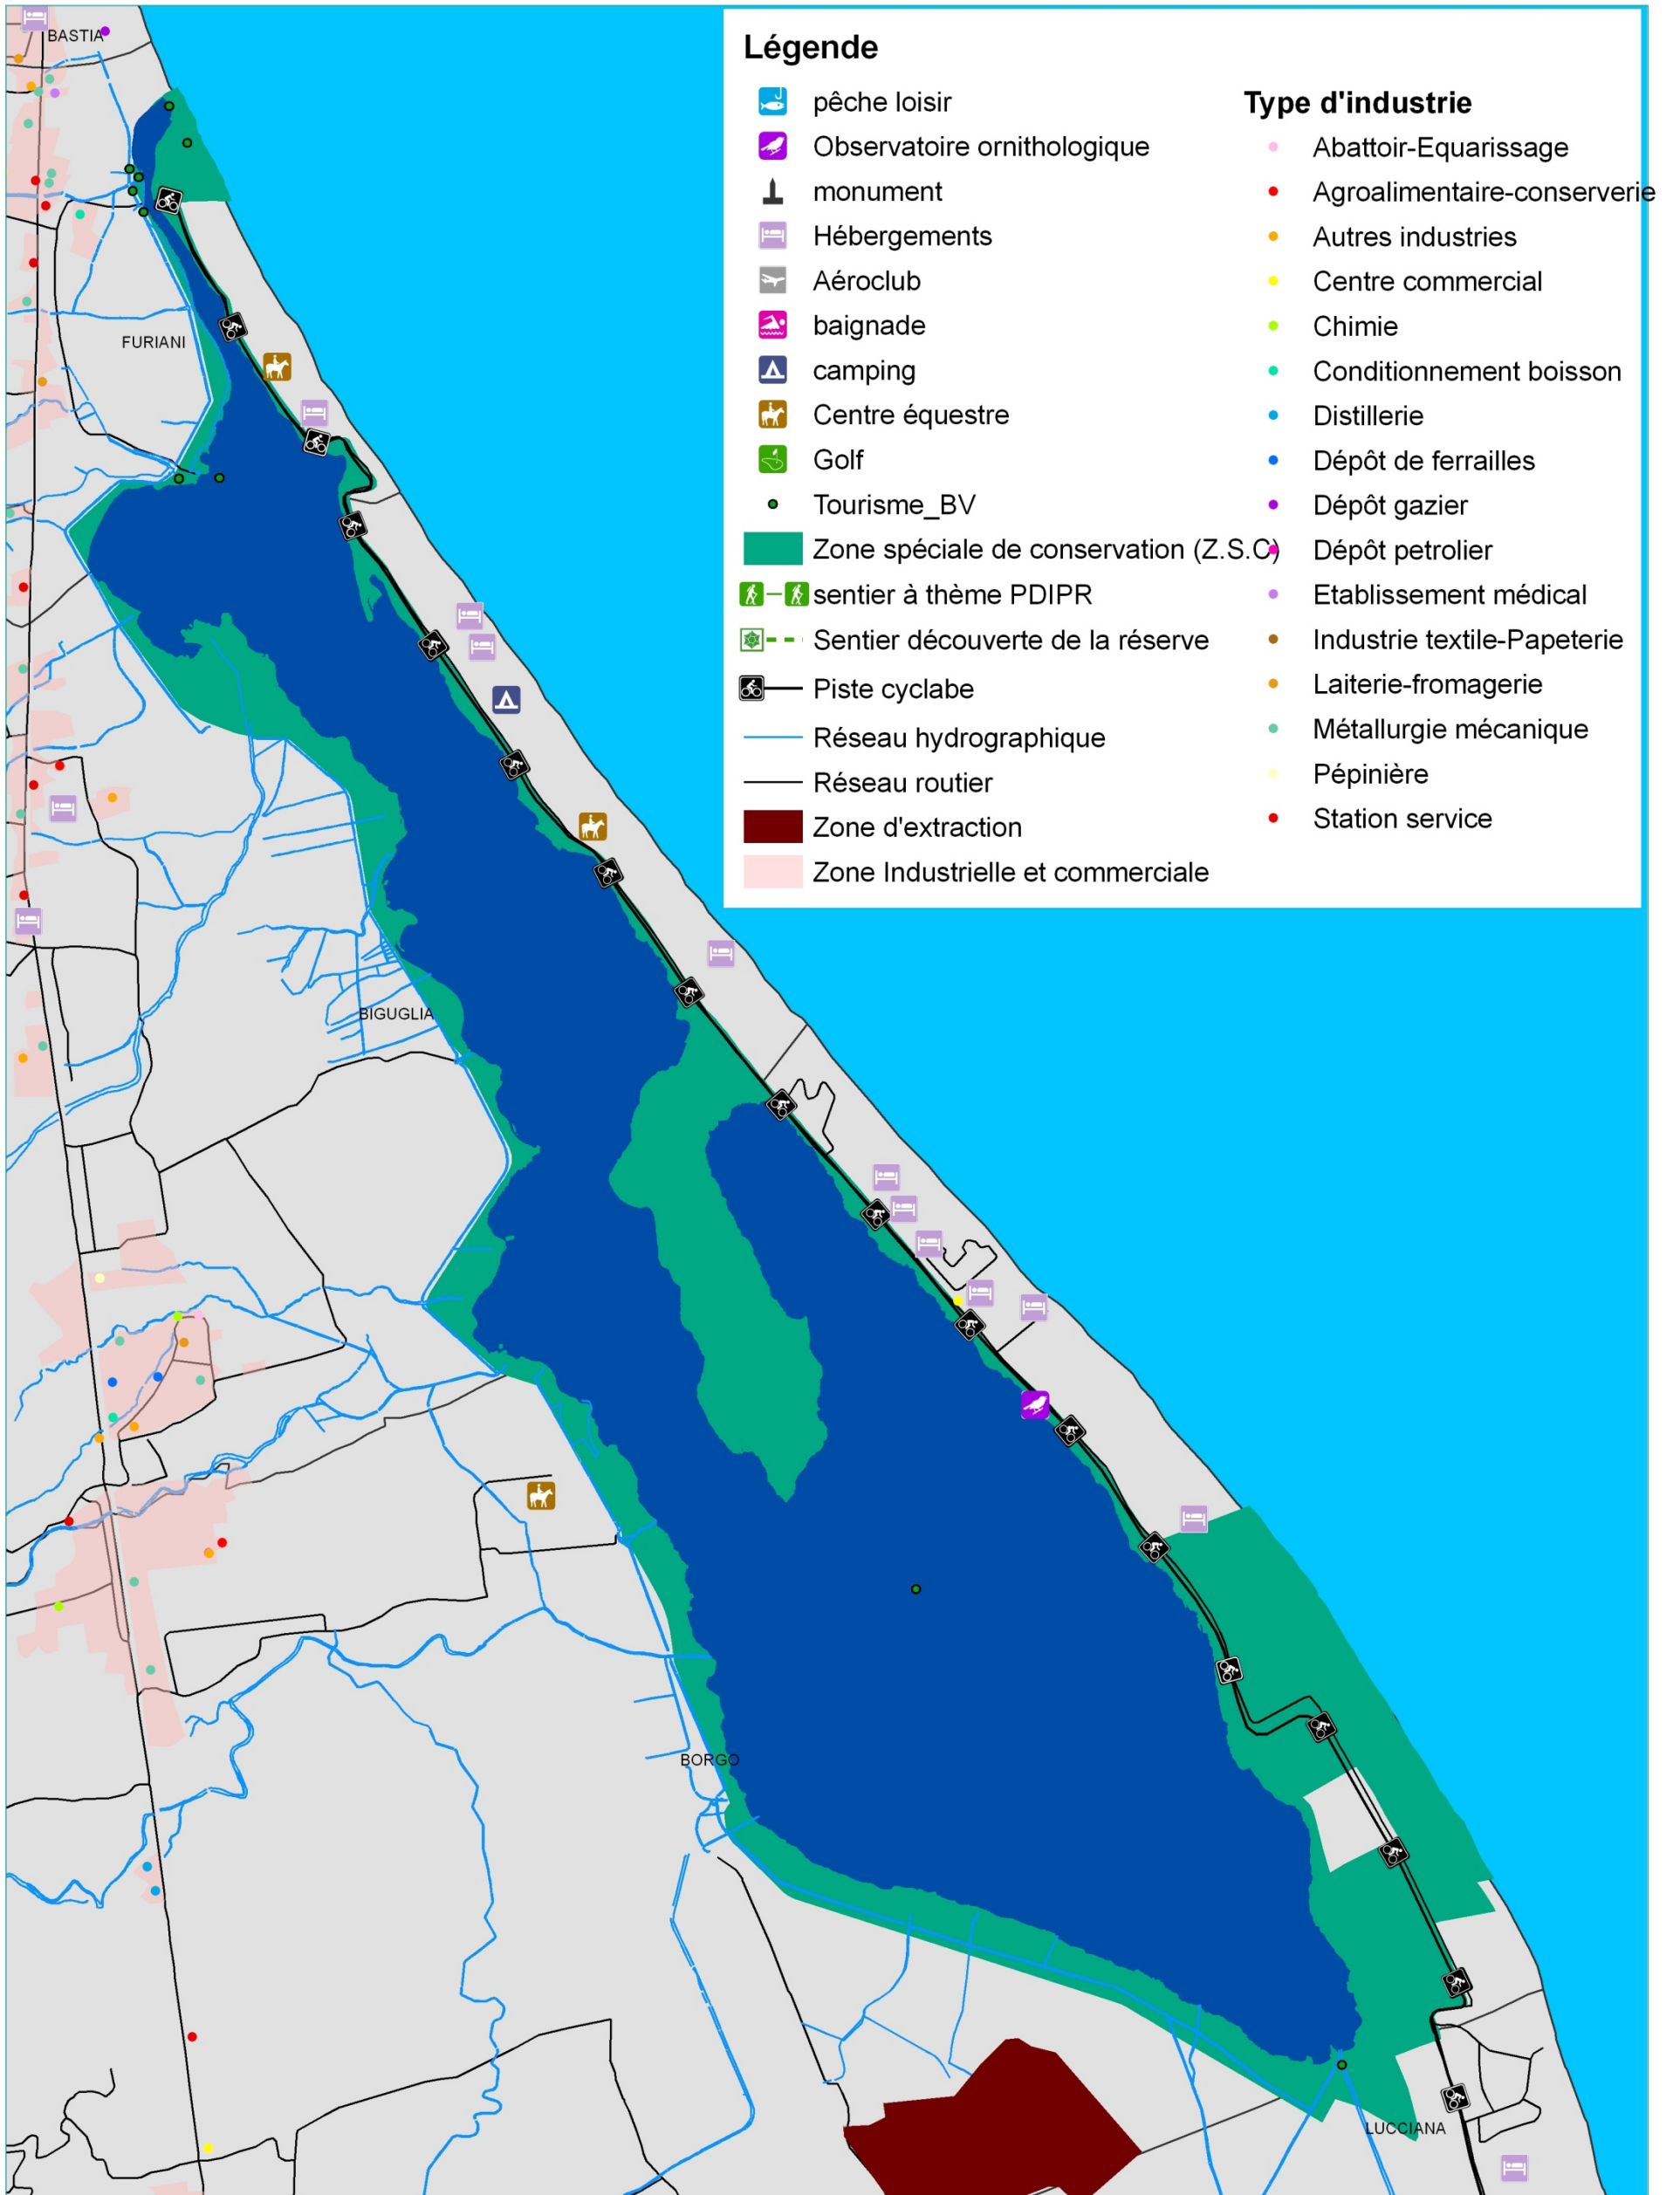 BASTIA
FURIANI
BIGUGLIA
BORGO
LUCCIANA
Légende
pêche loisir
Observatoire ornithologique
monument
Hébergements
Aéroclub
baignade
camping
Centre équestre
Golf
Tourisme_BV
Zone spéciale de conservation (Z.S.C)
sentier à thème PDIPR
Sentier découverte de la réserve
Piste cyclabe
Réseau hydrographique
Réseau routier
Zone d'extraction
Zone Industrielle et commerciale
Type d'industrie
Abattoir-Equarissage
Agroalimentaire-conserverie
Autres industries
Centre commercial
Chimie
Conditionnement boisson
Distillerie
Dépôt de ferrailles
Dépôt gazier
Dépôt petrolier
Etablissement médical
Industrie textile-Papeterie
Laiterie-fromagerie
Métallurgie mécanique
Pépinière
Station service